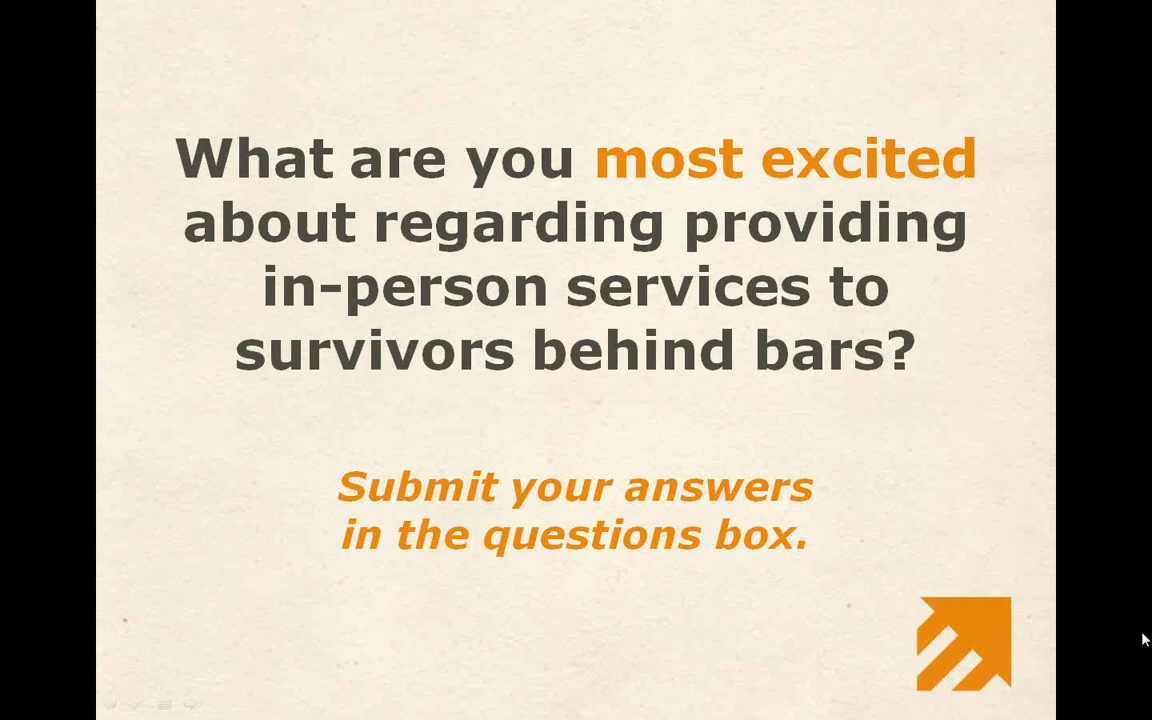 What are you most excited
about regarding providing
in-person services to
survivors behind bars?
Submit your answers
in the questions box.